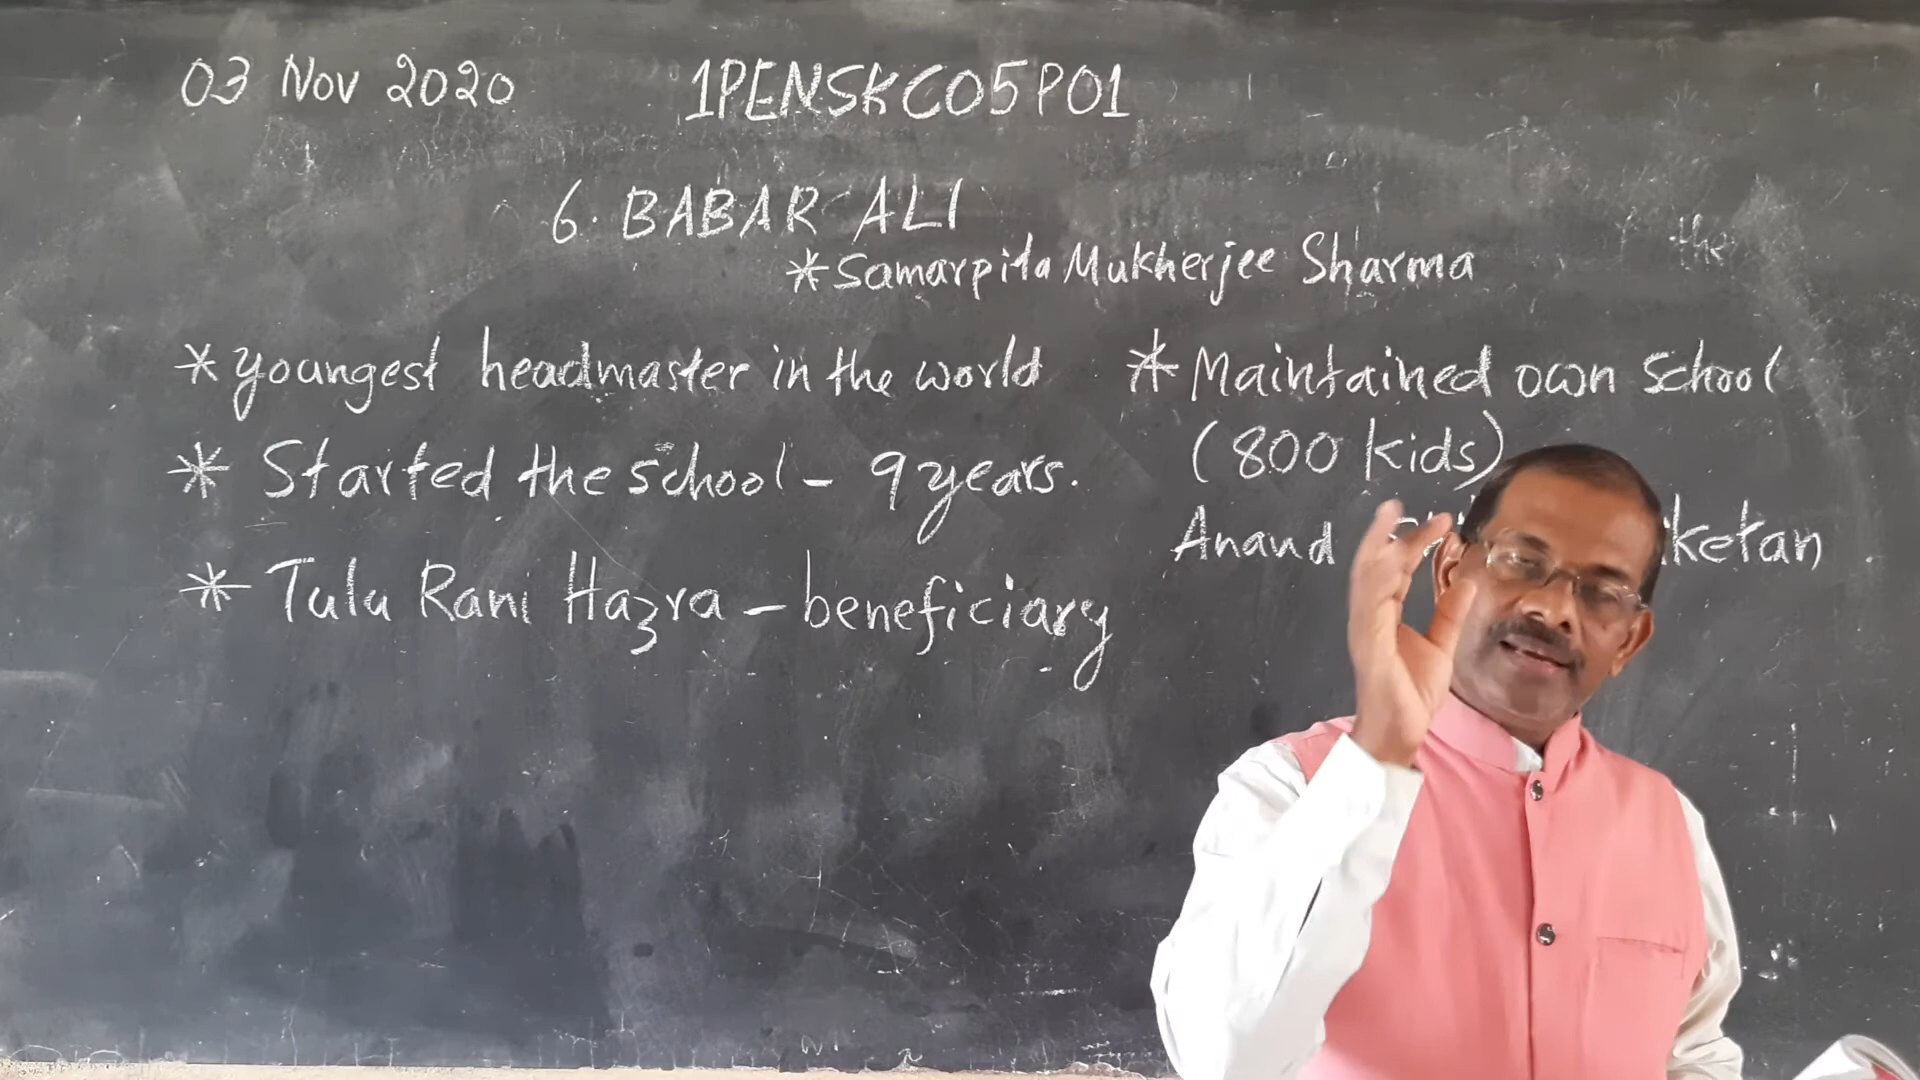 03 Nov 2020 1PENSKC05P01
6. BABAR ALI
*Samarpita Mukherjee Sharma
the
* youngest headmaster in the world
* Started the school - 9 years.
* Tulu Rani Hazra - beneficiary
* Maintained own school
(800 kids)
Anand